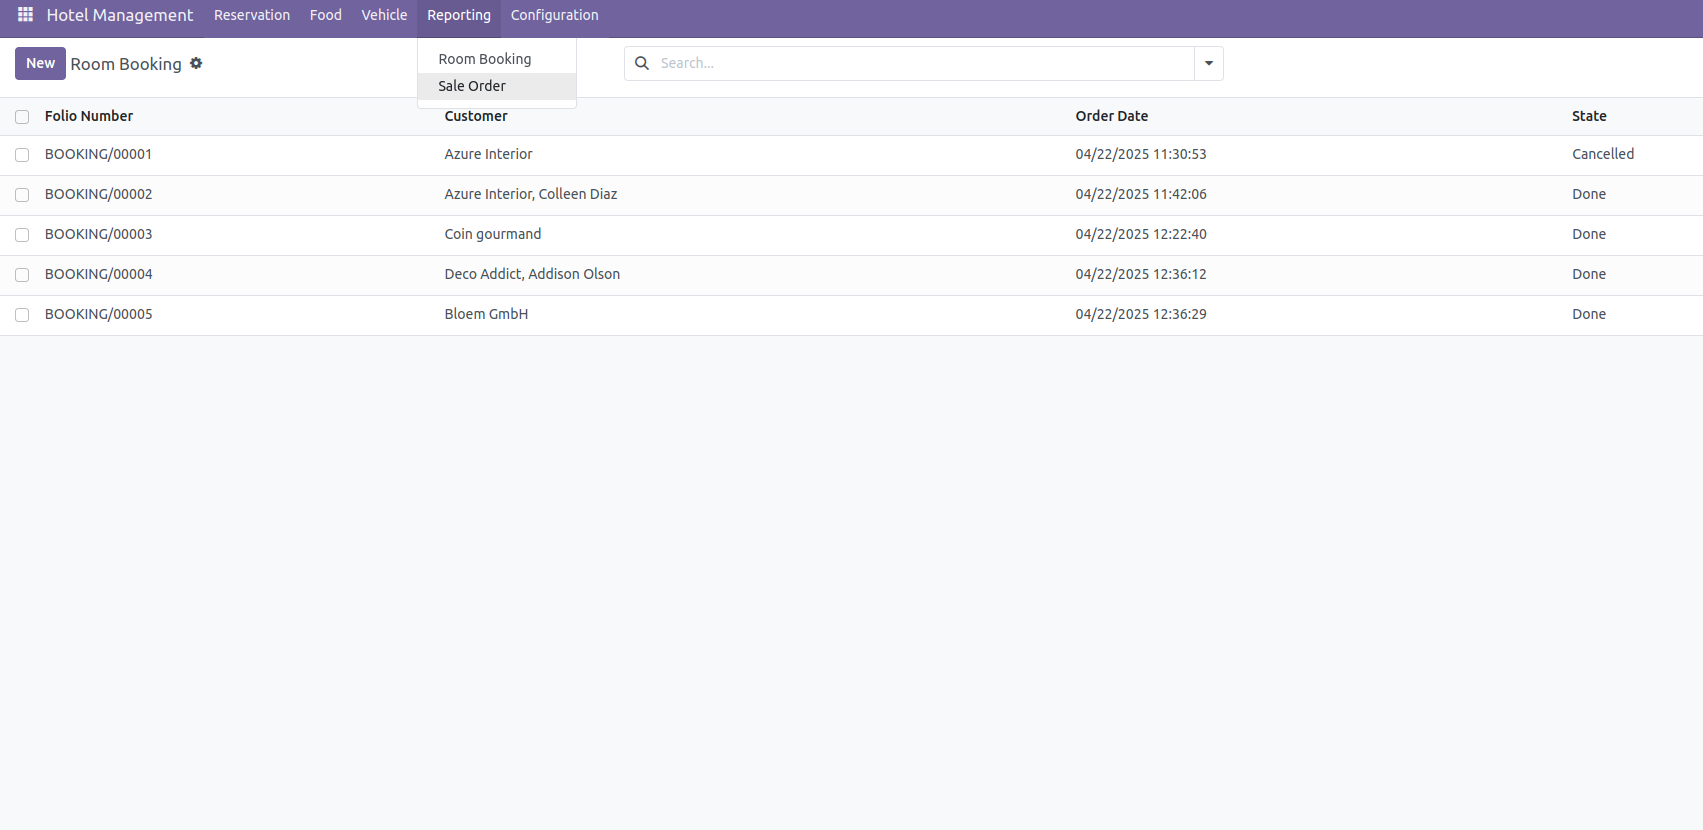 Hotel Management Reservation Food Vehicle Reporting Configuration
New Room Booking Search...
Room Booking
Sale Order
Folio Number Customer Order Date State
BOOKING/00001 Azure Interior 04/22/2025 11:30:53 Cancelled
BOOKING/00002 Azure Interior, Colleen Diaz 04/22/2025 11:42:06 Done
BOOKING/00003 Coin gourmand 04/22/2025 12:22:40 Done
BOOKING/00004 Deco Addict, Addison Olson 04/22/2025 12:36:12 Done
BOOKING/00005 Bloem GmbH 04/22/2025 12:36:29 Done